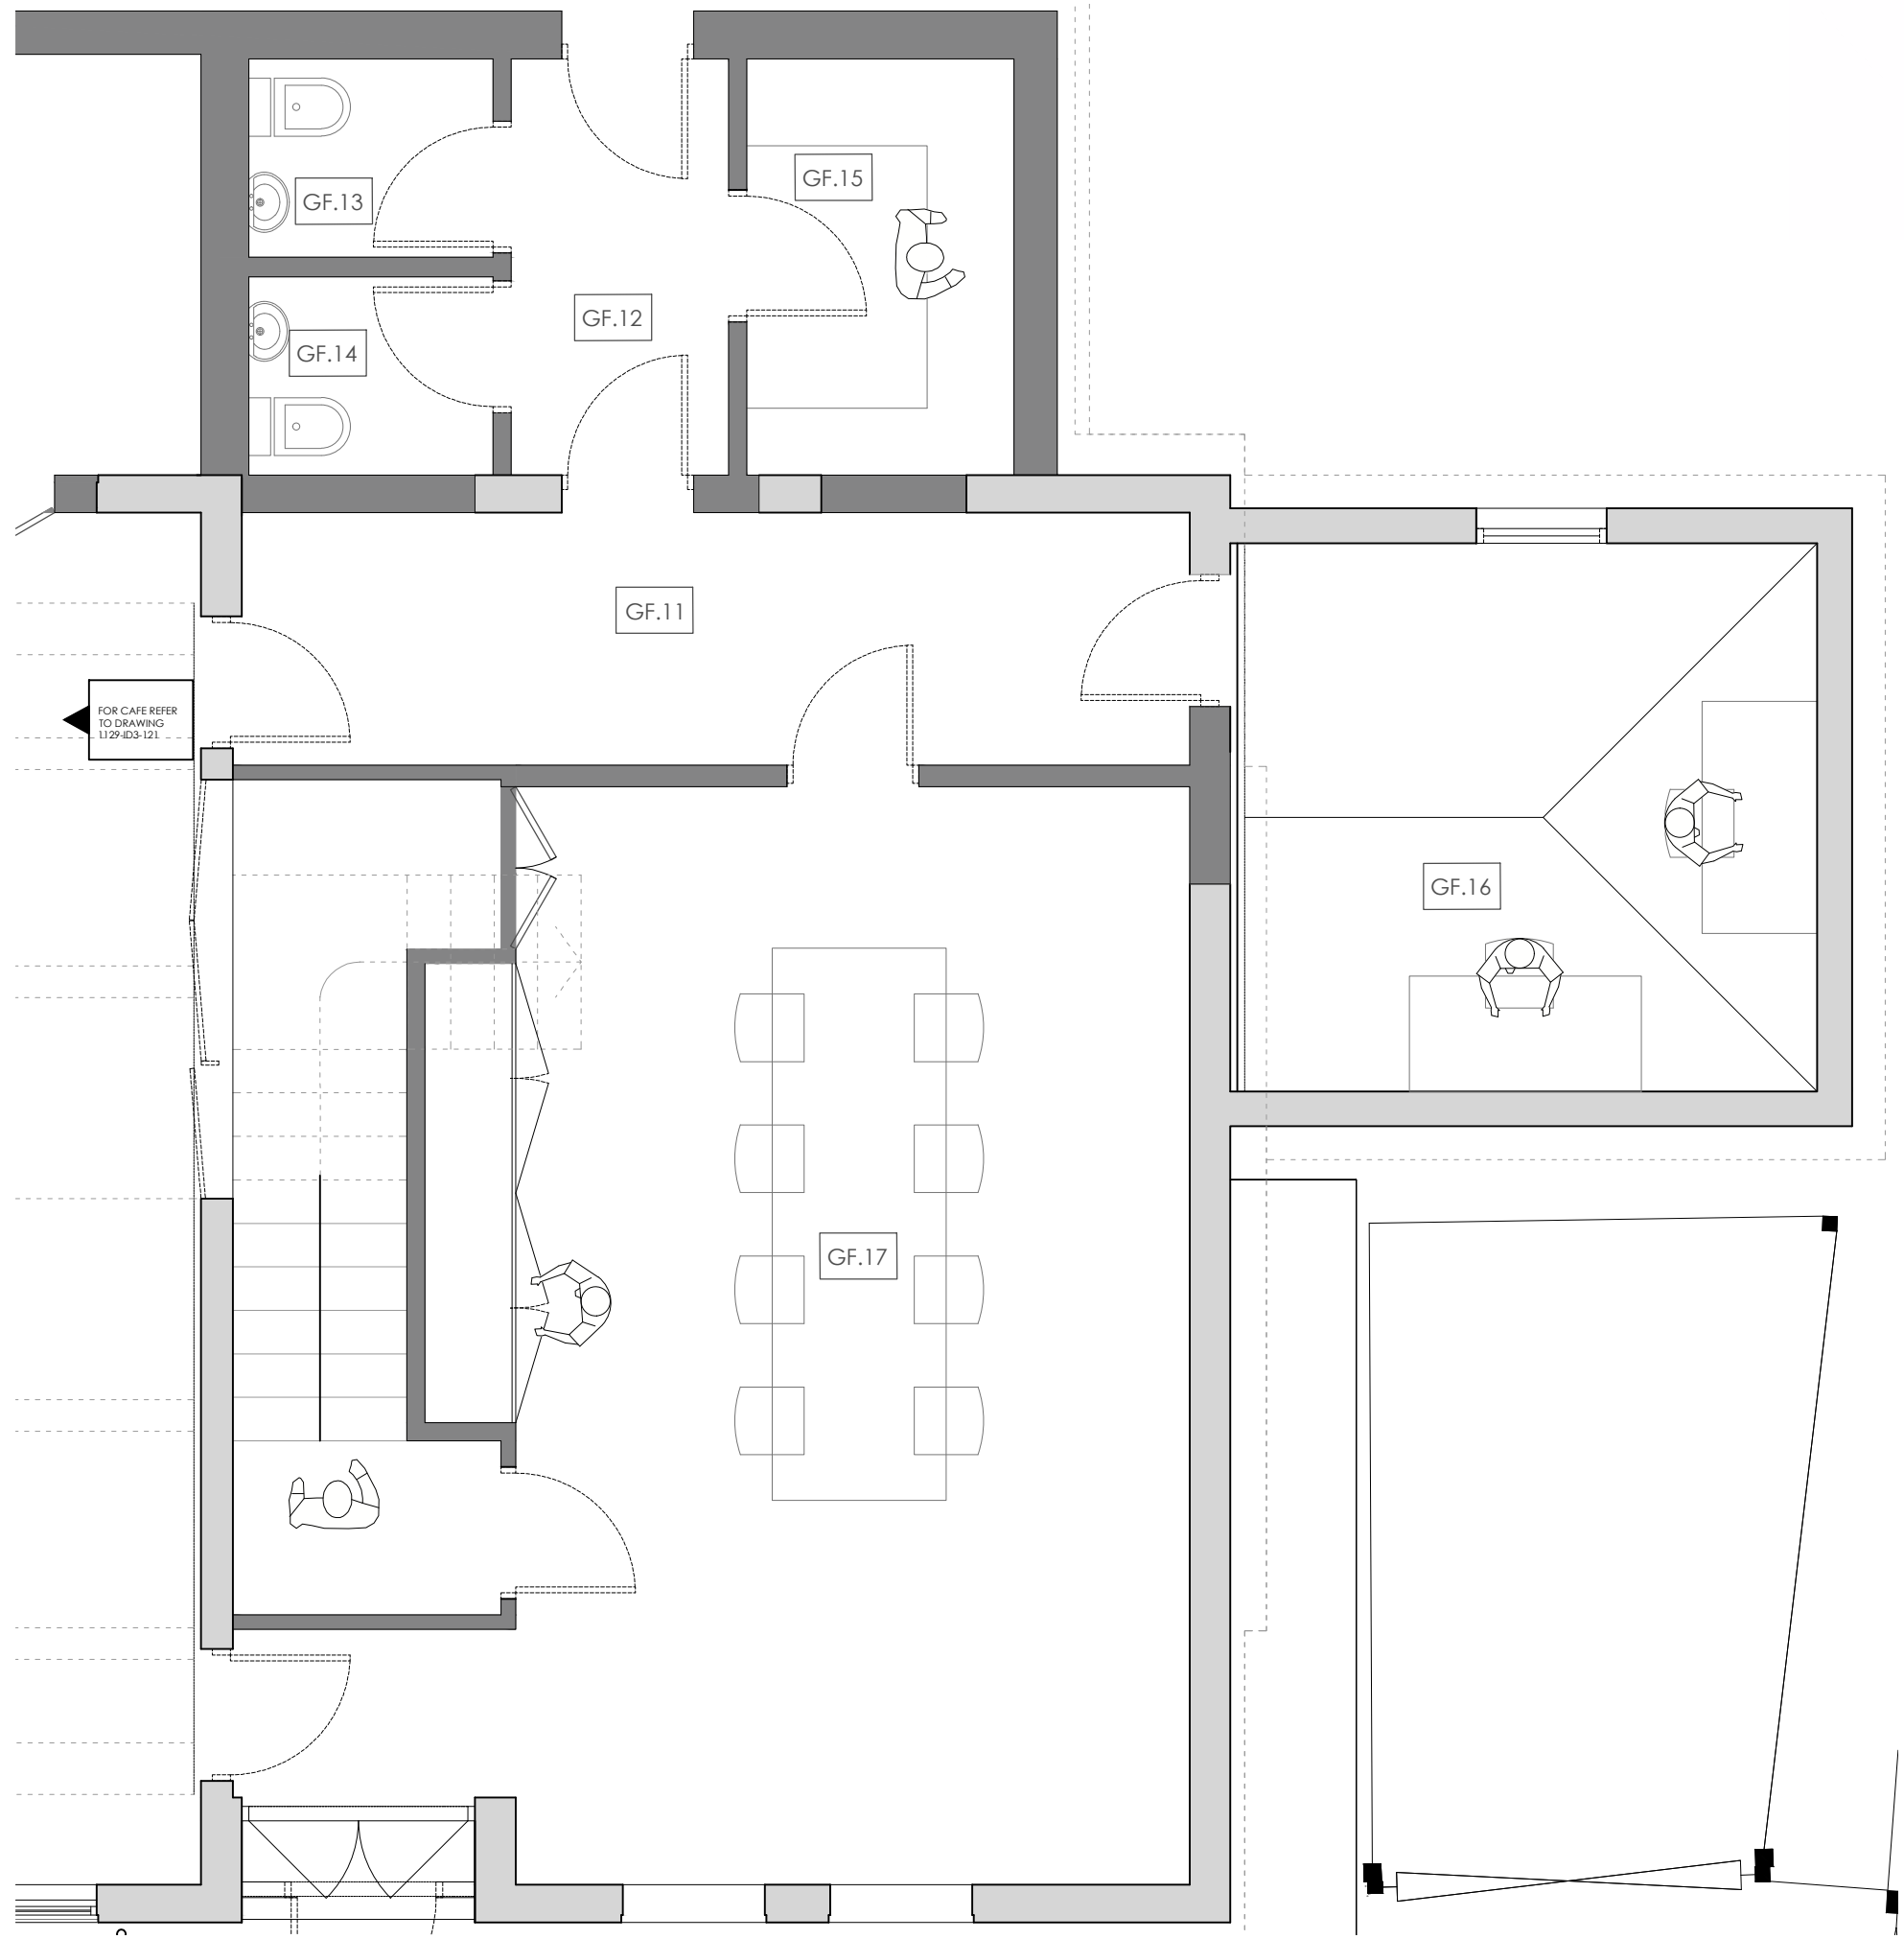 GF.15
GF.13
GF.12
GF.14
GF.11
FOR CAFE REFER
TO DRAWING
1129-ID3-121
GF.16
GF.17